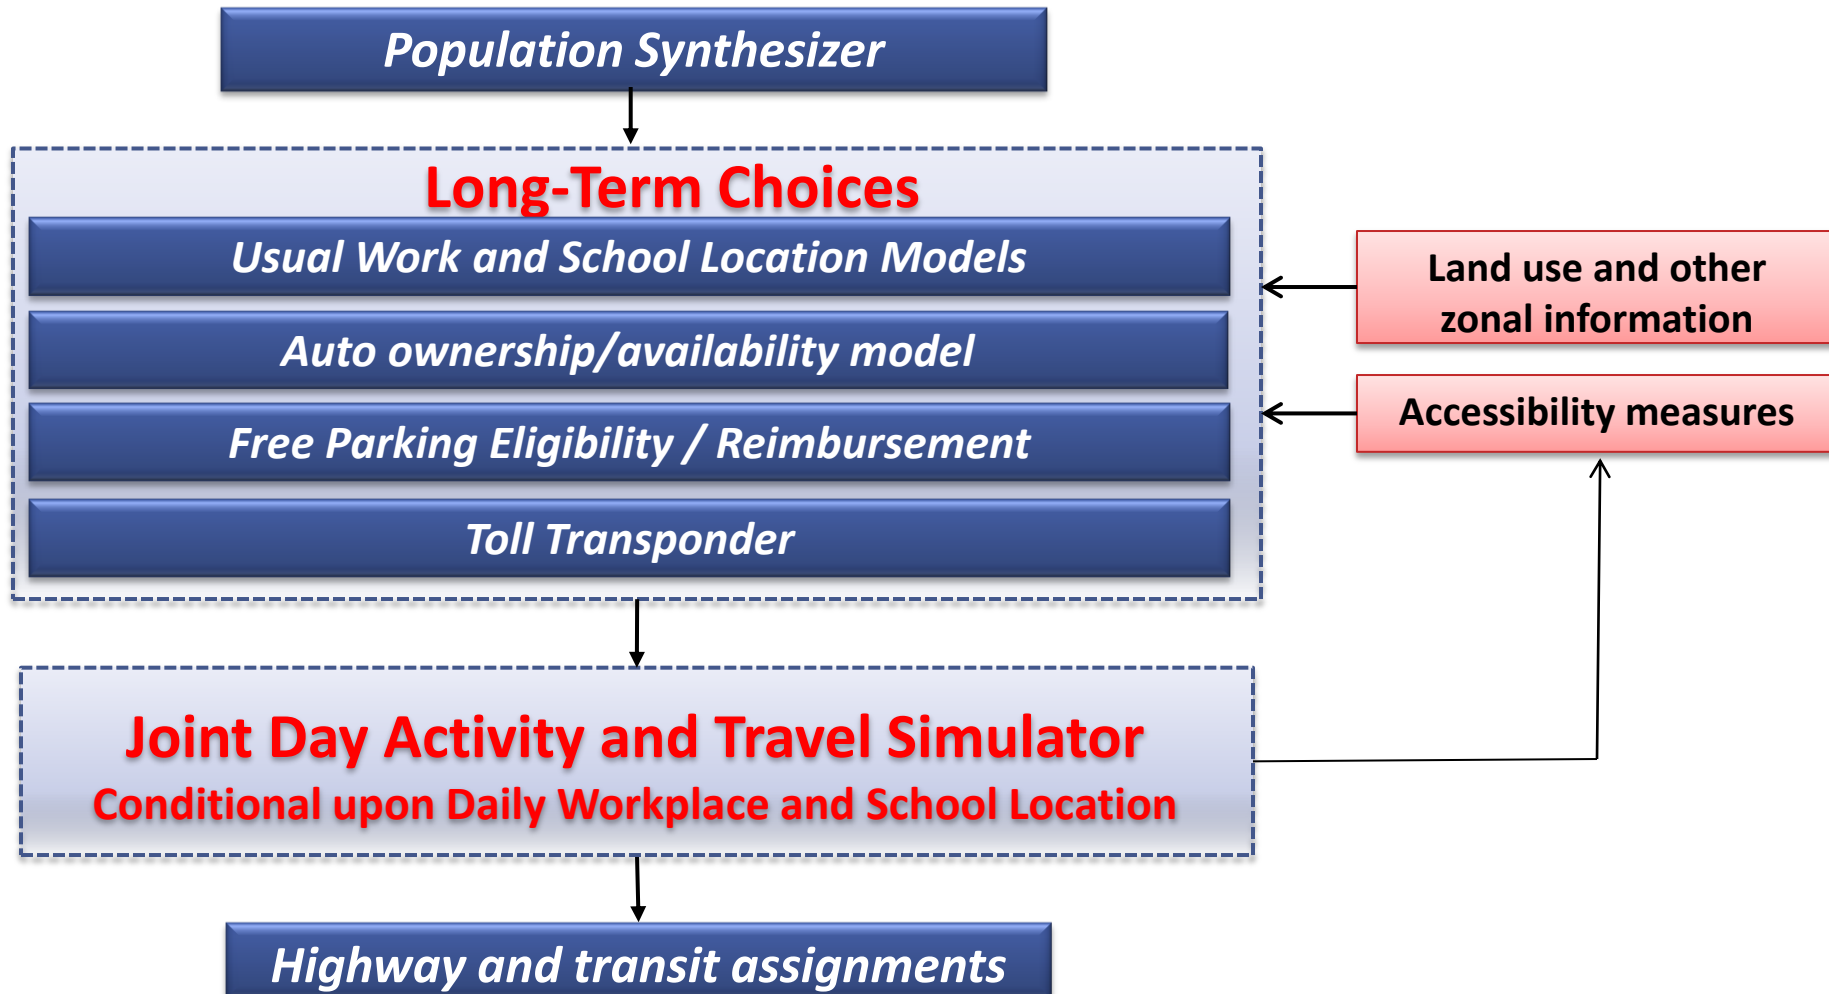 Population Synthesizer
Long-Term Choices
Usual Work and School Location Models
Auto ownership/availability model
Free Parking Eligibility / Reimbursement
Toll Transponder
Land use and other
zonal information
Accessibility measures
Joint Day Activity and Travel Simulator
Conditional upon Daily Workplace and School Location
Highway and transit assignments